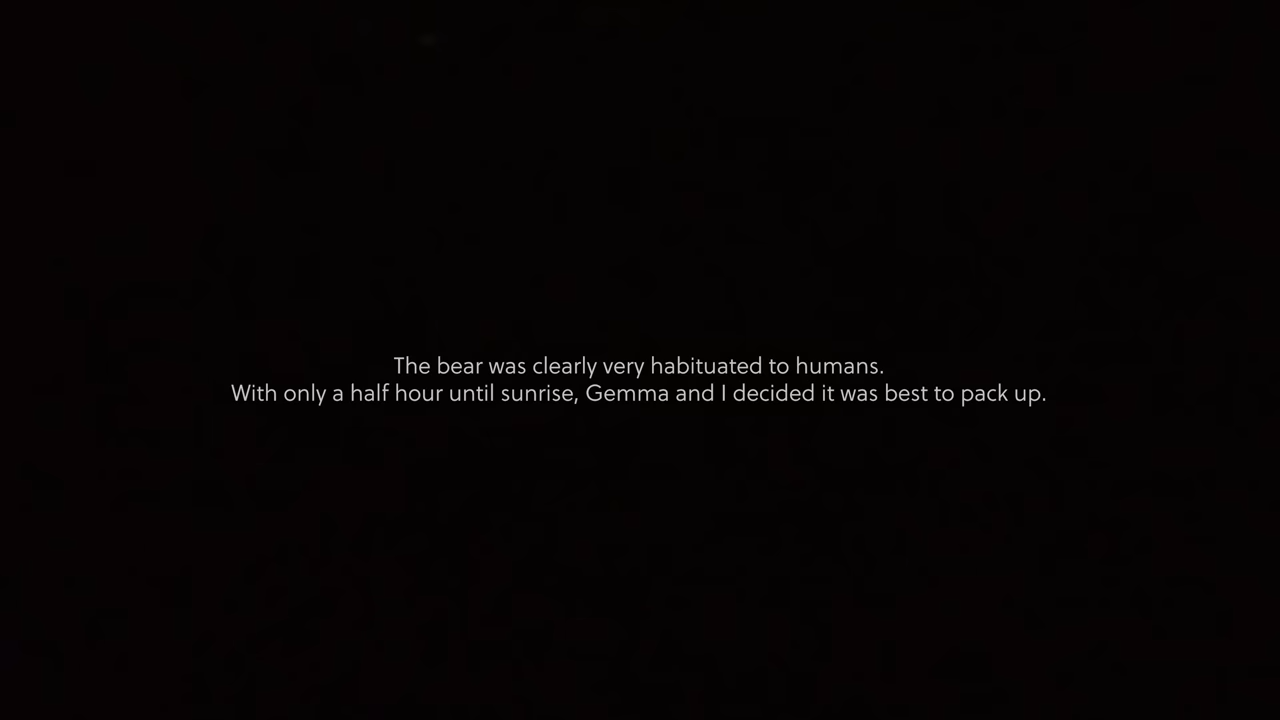 The bear was clearly very habituated to humans.
With only a half hour until sunrise, Gemma and I decided it was best to pack up.